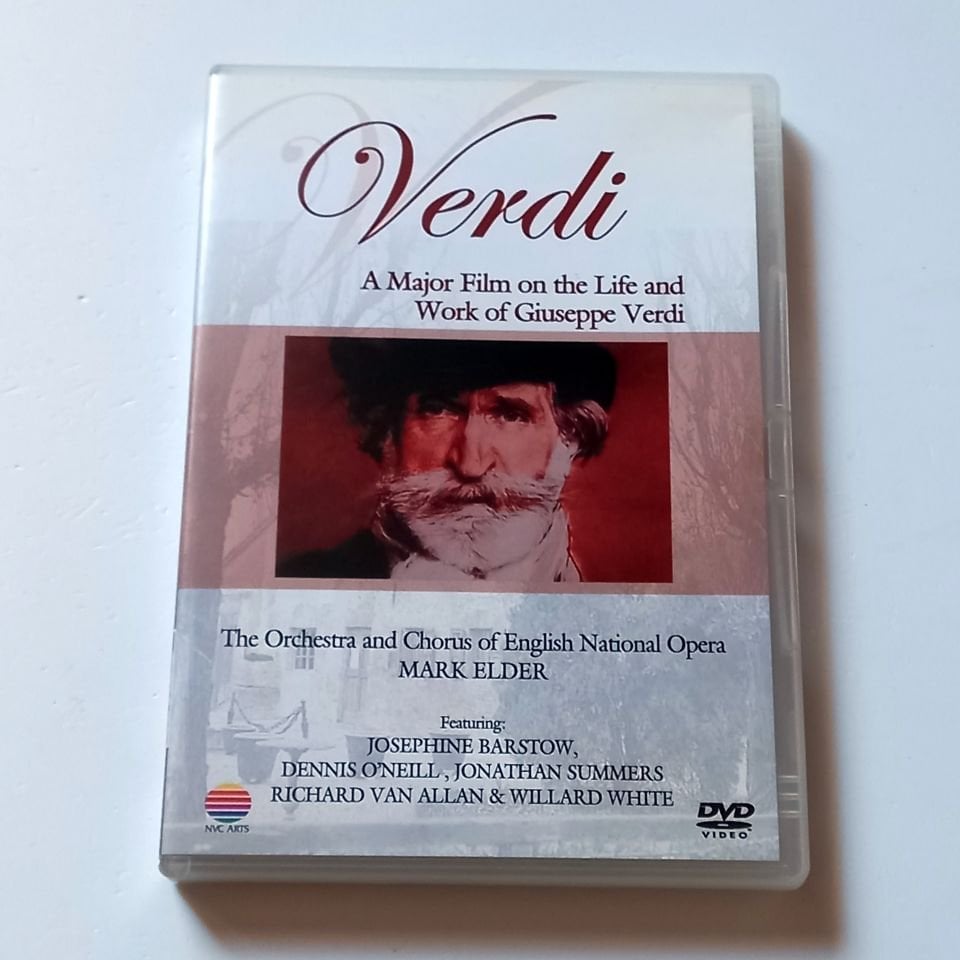 Verdi
A Major Film on the Life and
Work of Giuseppe Verdi
The Orchestra and Chorus of English National Opera
MARK ELDER
Featuring:
JOSEPHINE BARSTOW,
DENNIS O'NEILL, JONATHAN SUMMERS
RICHARD VAN ALLAN & WILLARD WHITE
NVC ARTS
DVD
VIDEO